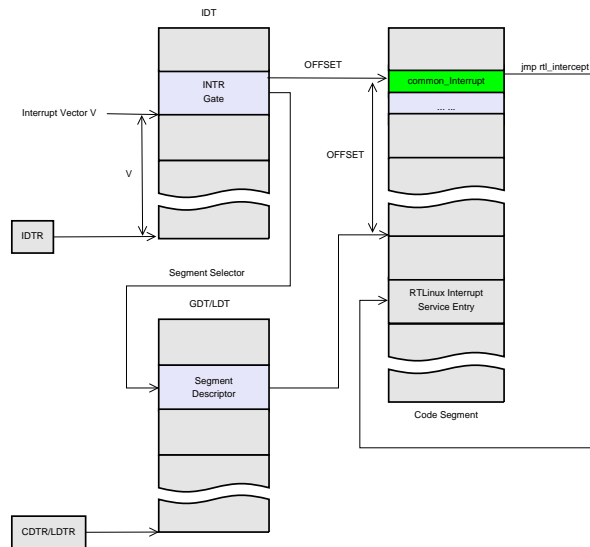 IDT
INTR
Gate
OFFSET
common_Interrupt
jmp rtl_intercept
... ...
Interrupt Vector V
OFFSET
V
IDTR
Segment Selector
GDT/LDT
RTLinux Interrupt
Service Entry
Segment
Descriptor
Code Segment
CDTR/LDTR